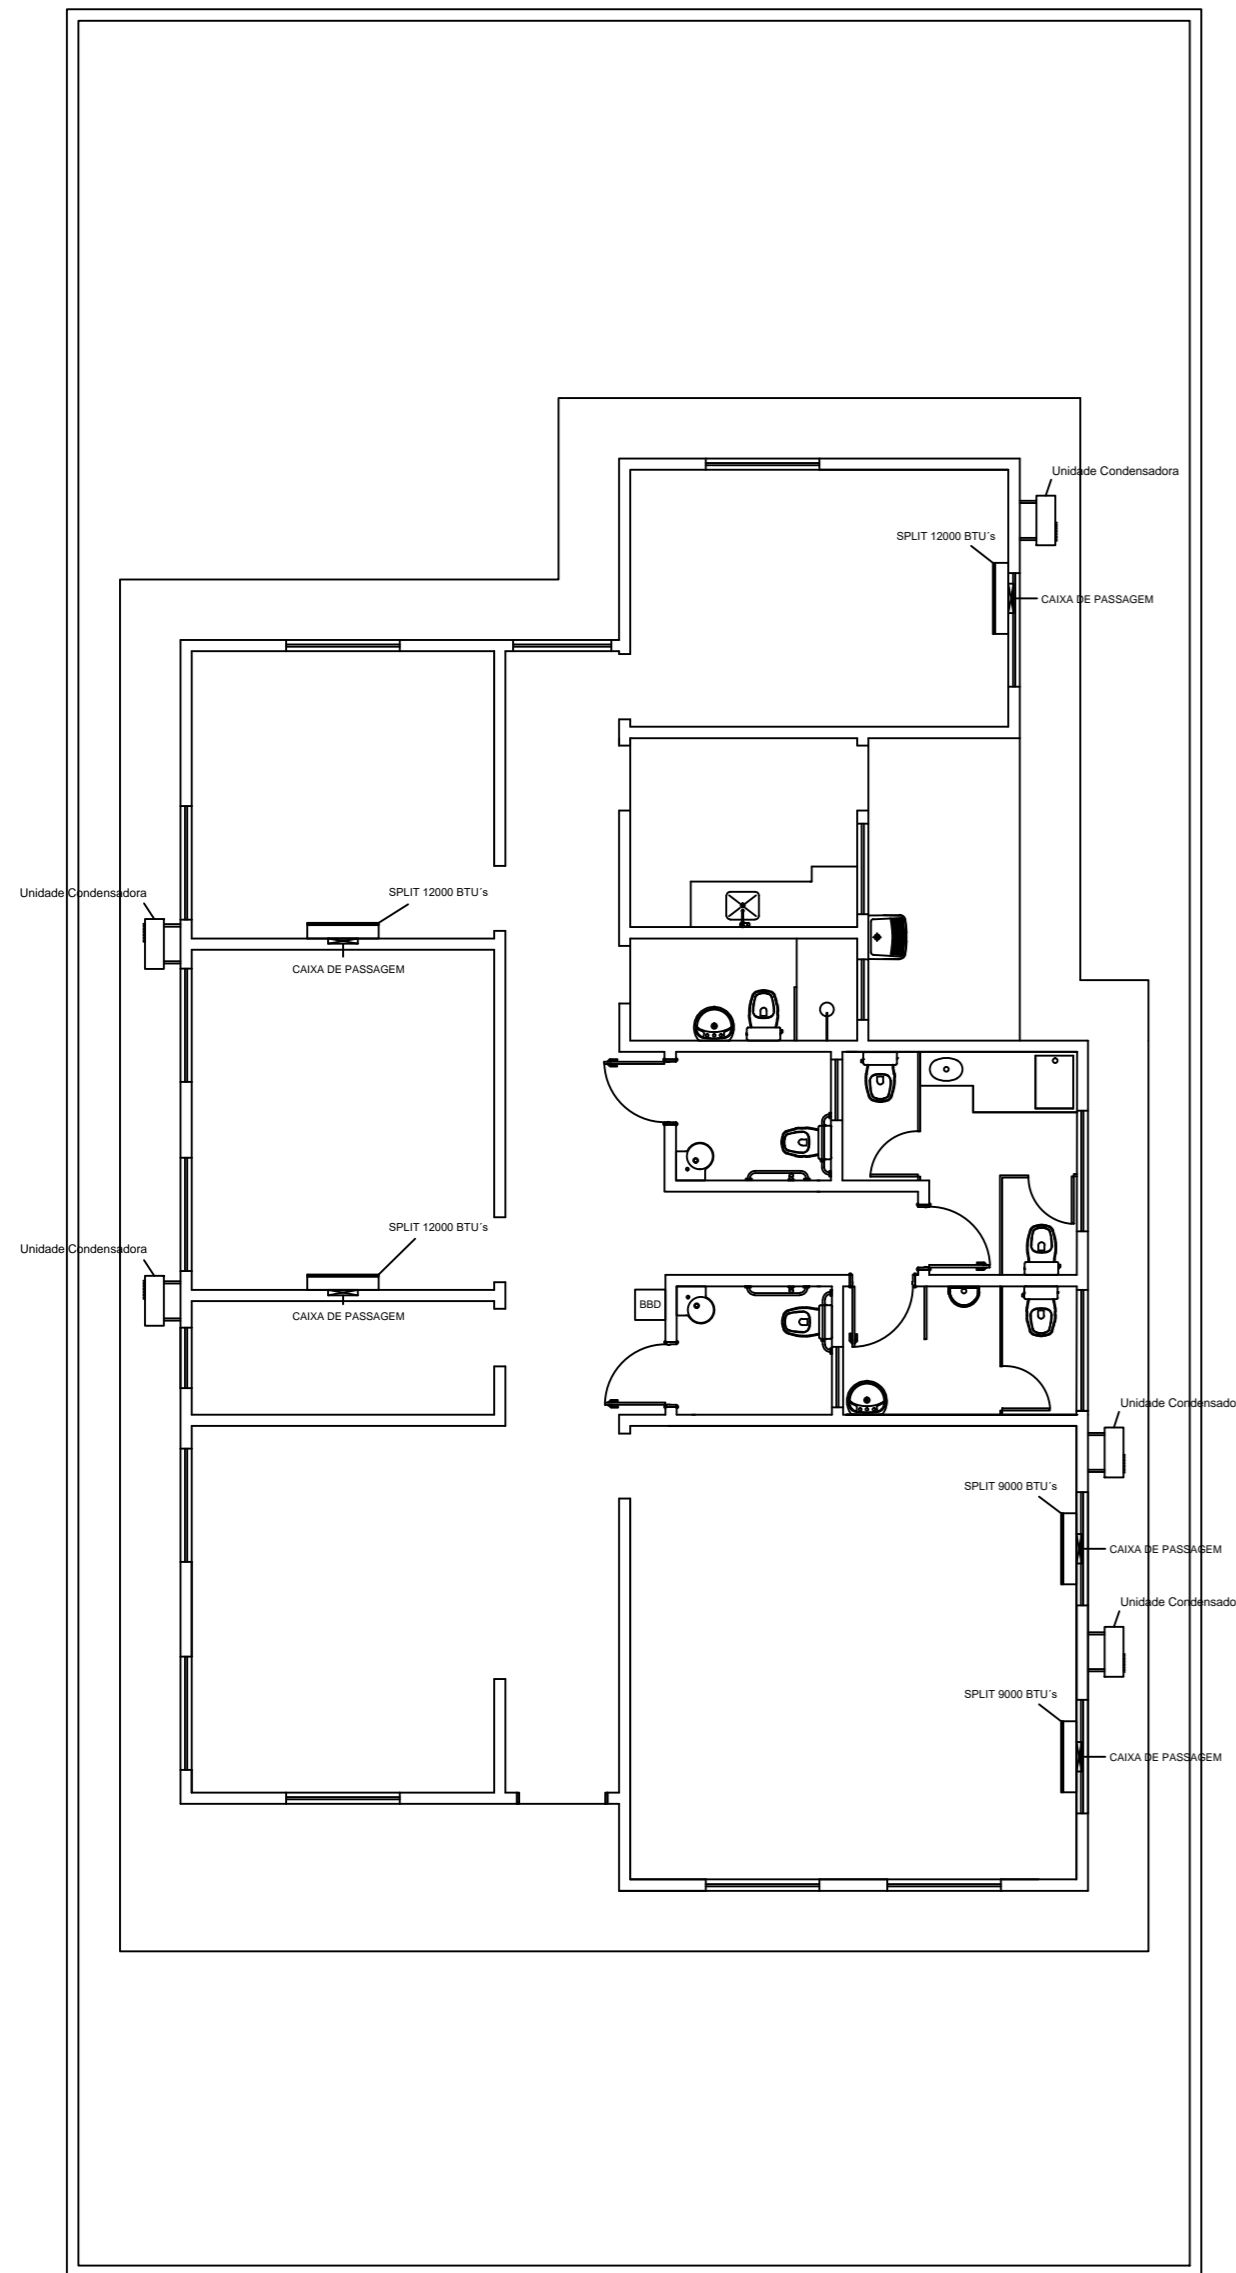 Unidade Condensadora
SPLIT 12000 BTU´s
CAIXA DE PASSAGEM
Unidade Condensadora
SPLIT 12000 BTU´s
CAIXA DE PASSAGEM
SPLIT 12000 BTU´s
Unidade Condensadora
CAIXA DE PASSAGEM
BBD
Unidade Condensado
SPLIT 9000 BTU´s
CAIXA DE PASSAGEM
Unidade Condensado
SPLIT 9000 BTU´s
CAIXA DE PASSAGEM